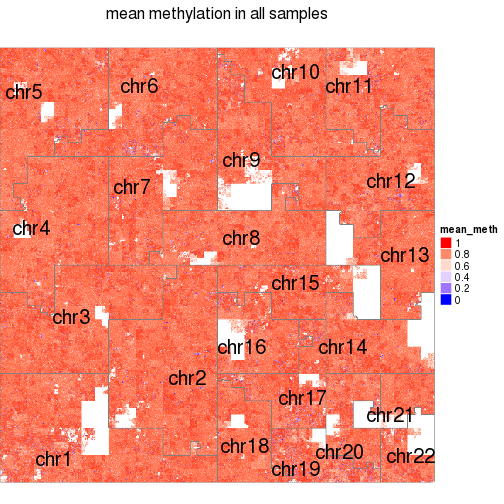 mean methylation in all samples
chr10
chr5
chr6
chr11
chr9
chr7
chr12
chr4
chr8
mean_meth
1
0.8
0.6
0.4
0.2
0
chr13
chr15
chr3
chr16
chr14
chr2
chr17
chr21
chr18
chr20
chr1
chr22
chr19